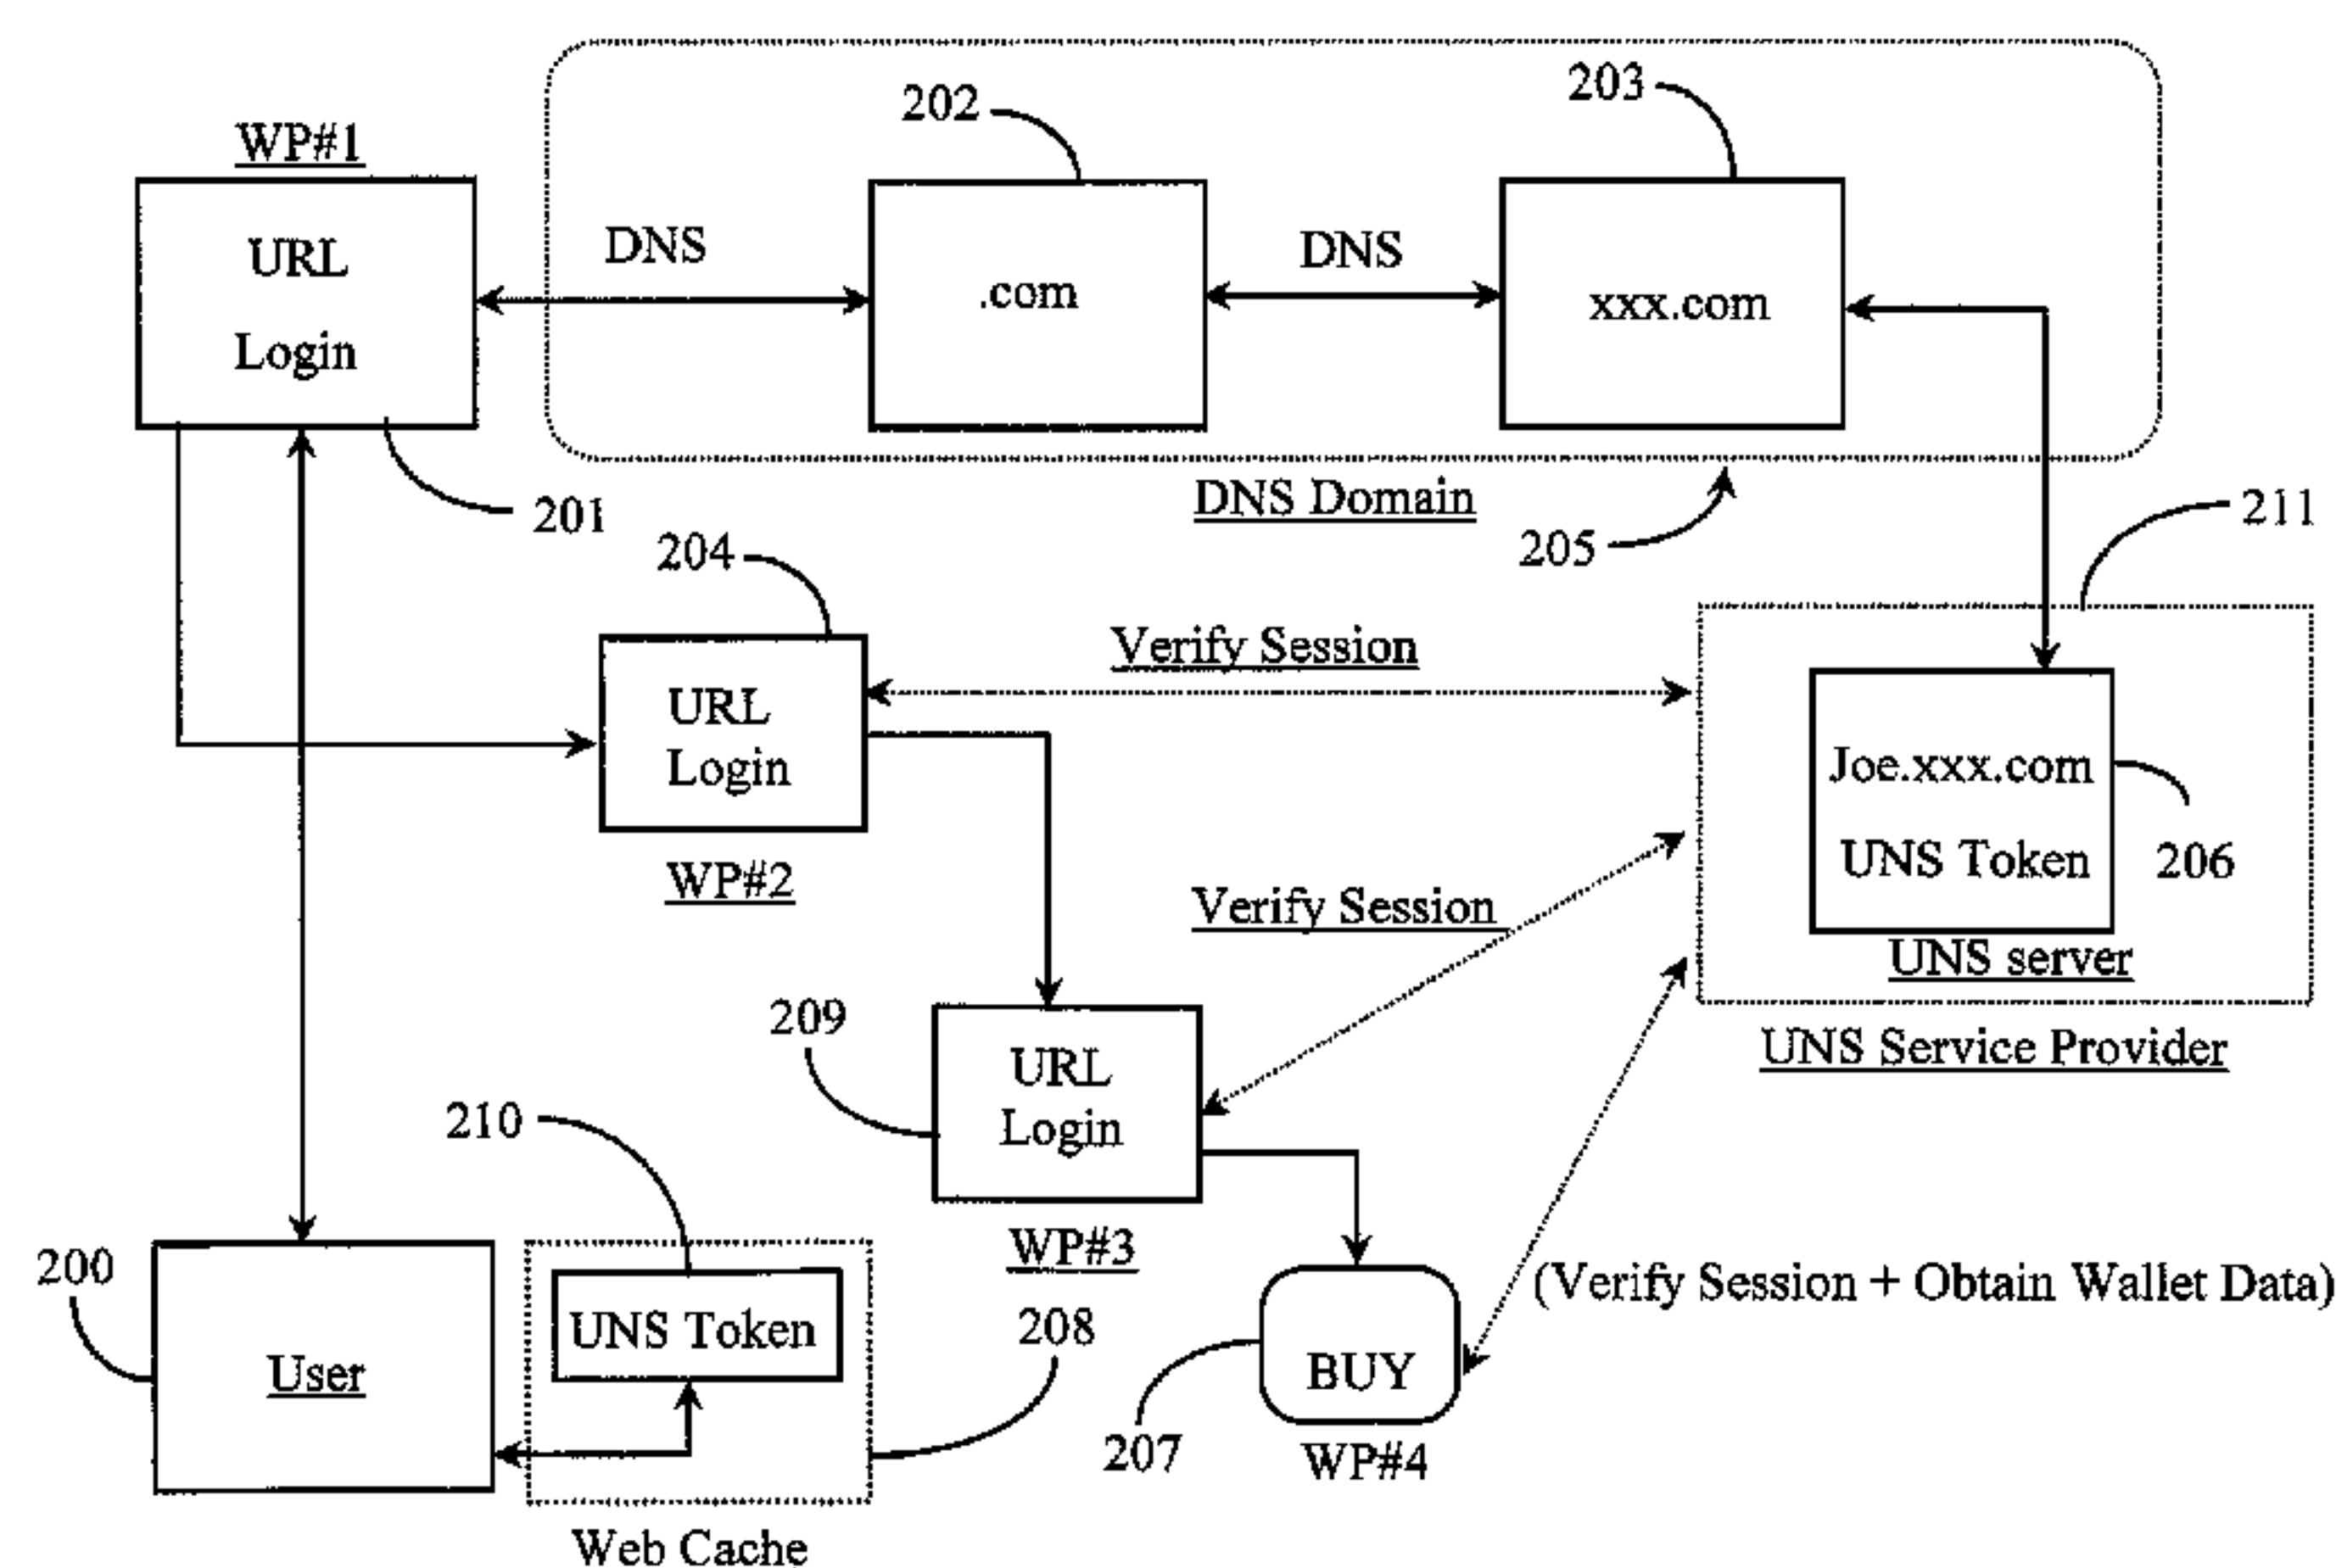 202
203
WP#1
URL
Login
DNS
.com
DNS
xxx.com
201
DNS Domain
205
211
204
URL
Login
WP#2
Verify Session
Joe.xxx.com
UNS Token
206
UNS server
UNS Service Provider
Verify Session
209
URL
Login
WP#3
210
200
User
UNS Token
208
Web Cache
207
BUY
WP#4
(Verify Session + Obtain Wallet Data)